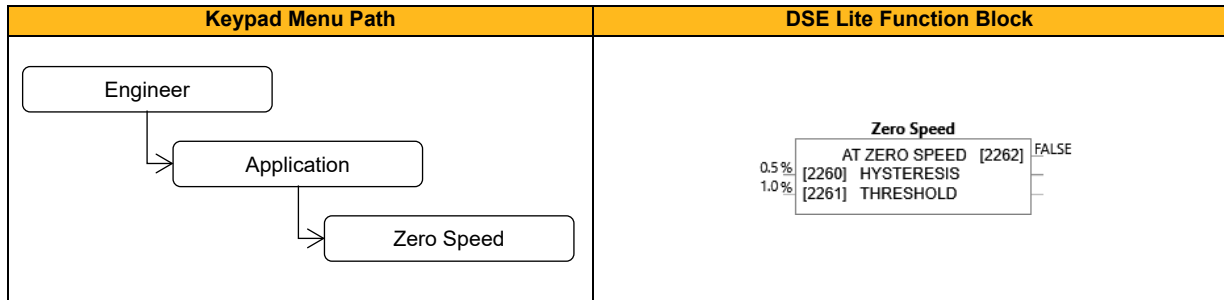 Keypad Menu Path
DSE Lite Function Block
Engineer
Application
Zero Speed
Zero Speed
AT ZERO SPEED [2262] FALSE
0.5 % [2260] HYSTERESIS
1.0 % [2261] THRESHOLD